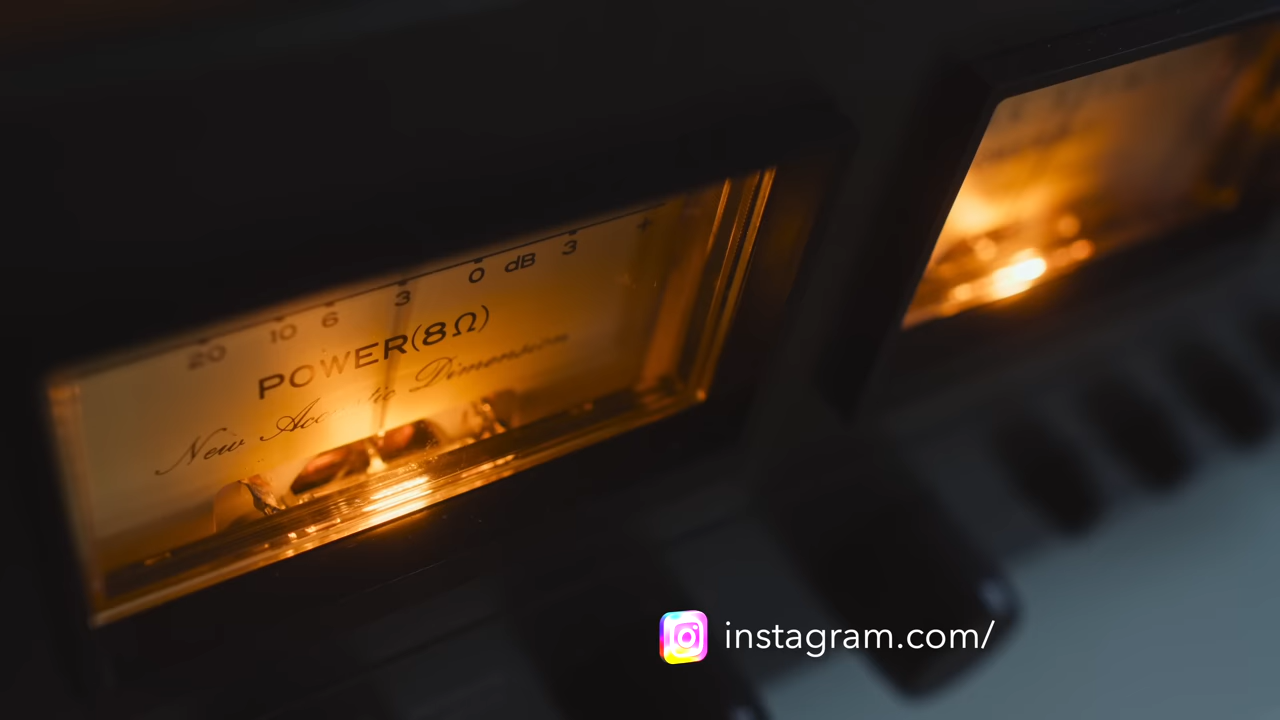 20 10 6 3 0 dB 3 +
POWER(8Ω)
New Acoustic Dimension
instagram.com/